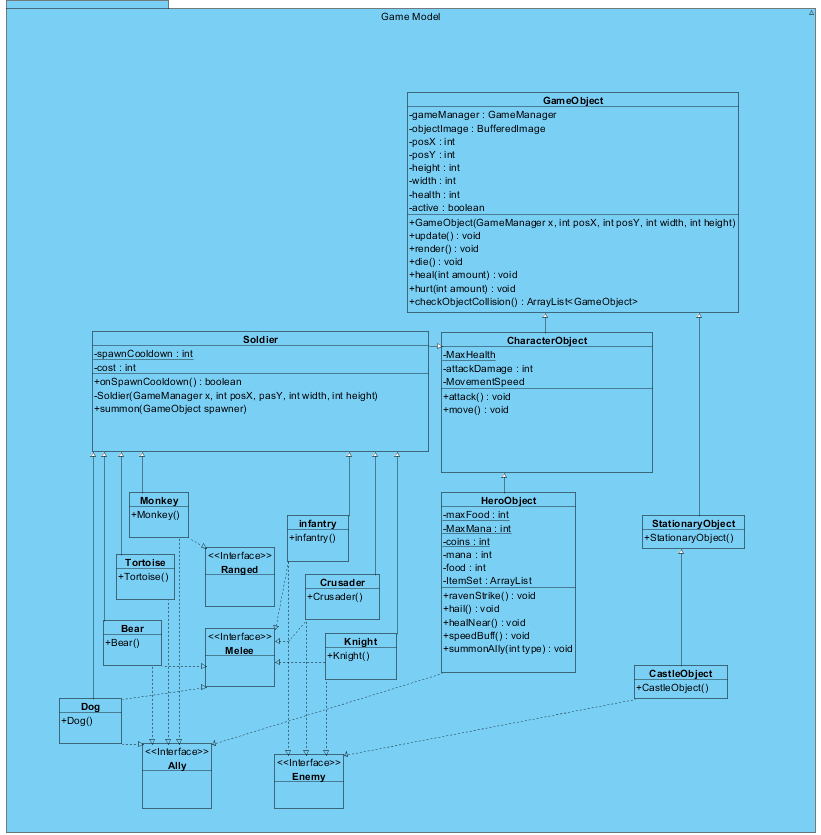 Game Model
GameObject
-gameManager : GameManager
-objectImage : BufferedImage
-posX : int
-posY : int
-height : int
-width : int
-health : int
-active : boolean
+GameObject(GameManager x, int posX, int posY, int width, int height)
+update() : void
+render() : void
+die() : void
+heal(int amount) : void
+hurt(int amount) : void
+checkObjectCollision() : ArrayList<GameObject>
Soldier
-spawnCooldown : int
-cost : int
+onSpawnCooldown() : boolean
-Soldier(GameManager x, int posX, pasY, int width, int height)
+summon(GameObject spawner)
CharacterObject
-MaxHealth
-attackDamage : int
-MovementSpeed
+attack() : void
+move() : void
Monkey
+Monkey()
<<Interface>>
Ranged
infantry
+infantry()
HeroObject
-maxFood : int
-MaxMana : int
-coins : int
-mana : int
-food : int
-ItemSet : ArrayList
+ravenStrike() : void
+hail() : void
+healNear() : void
+speedBuff() : void
+summonAlly(int type) : void
StationaryObject
+StationaryObject()
Tortoise
+Tortoise()
Crusader
+Crusader()
Bear
+Bear()
<<Interface>>
Melee
Knight
+Knight()
CastleObject
+CastleObject()
Dog
+Dog()
<<Interface>>
Ally
<<Interface>>
Enemy